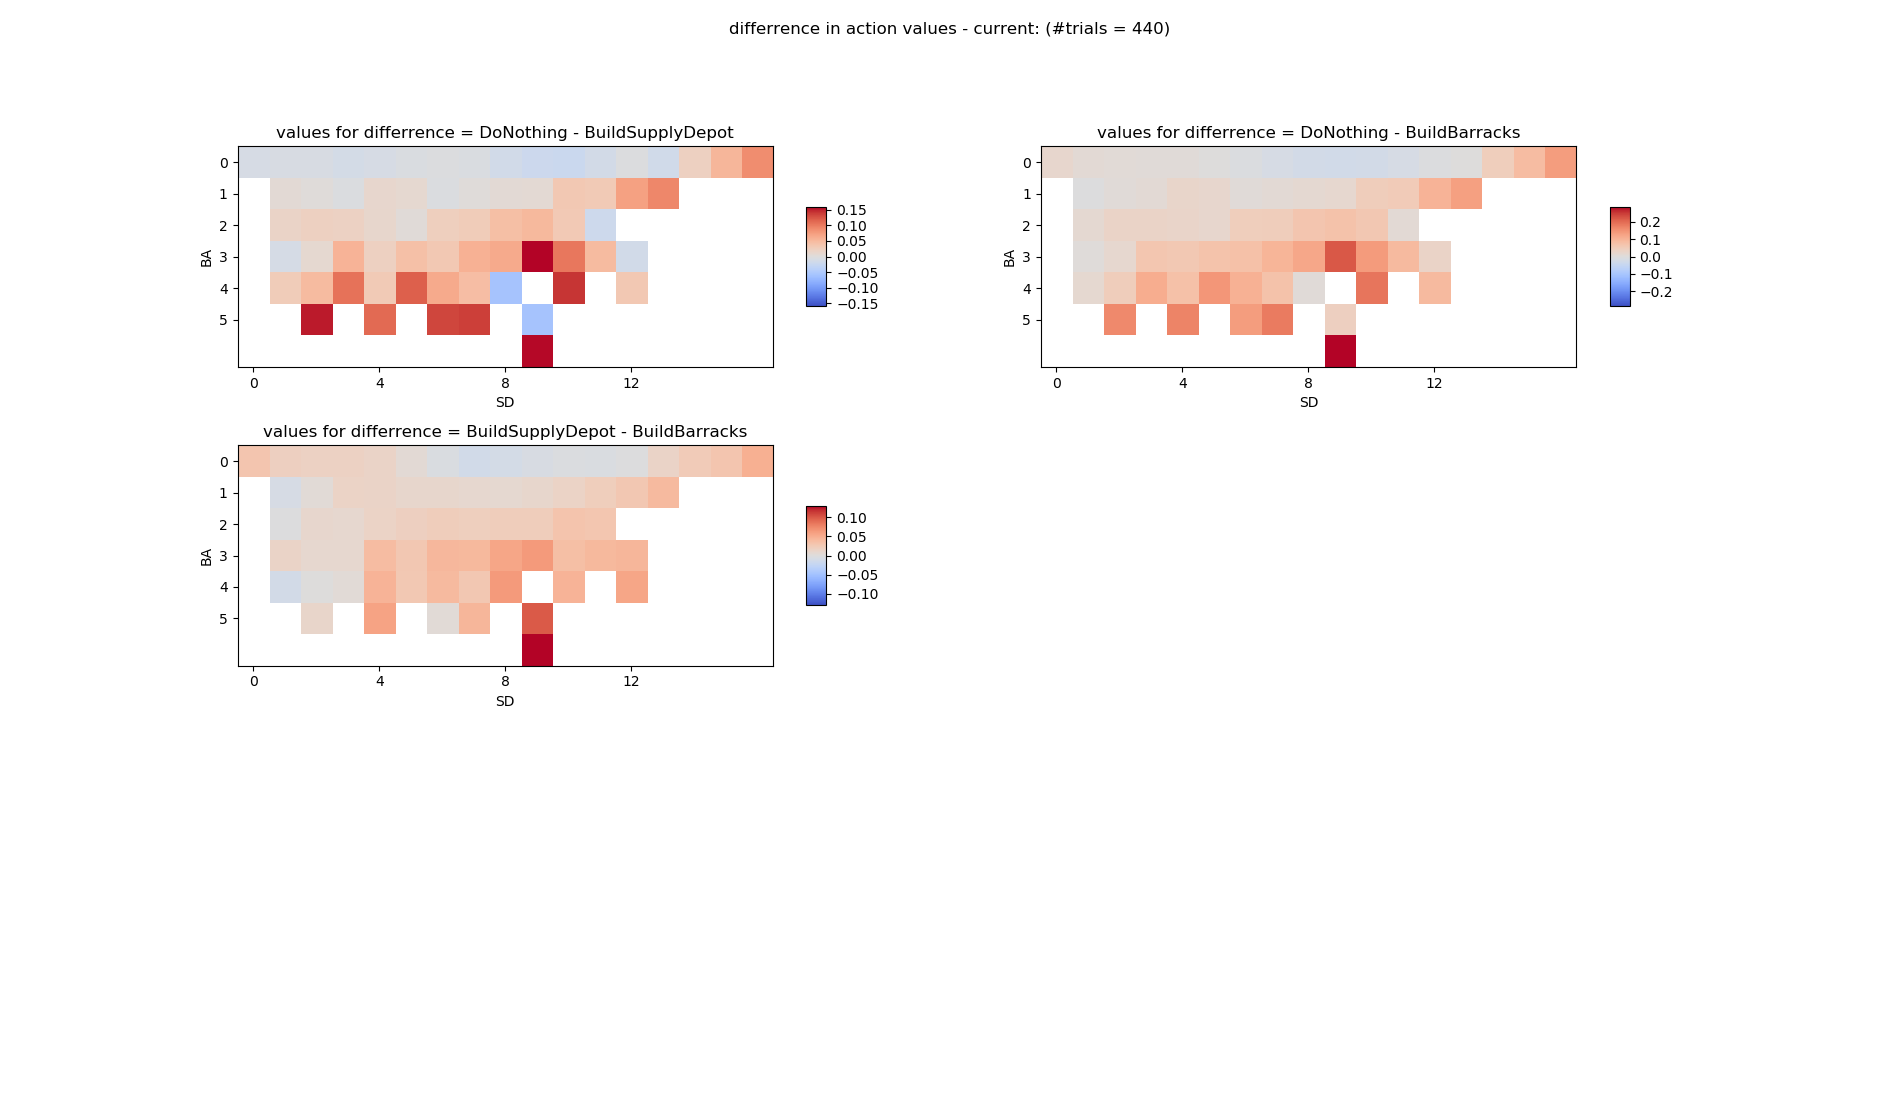 differrence in action values - current: (#trials = 440)
values for differrence = DoNothing - BuildSupplyDepot
0
1
2
3
4
5
BA
0 4 8 12
SD
0.15
0.10
0.05
0.00
−0.05
−0.10
−0.15
values for differrence = DoNothing - BuildBarracks
0
1
2
3
4
5
BA
0 4 8 12
SD
0.2
0.1
0.0
−0.1
−0.2
values for differrence = BuildSupplyDepot - BuildBarracks
0
1
2
3
4
5
BA
0 4 8 12
SD
0.10
0.05
0.00
−0.05
−0.10